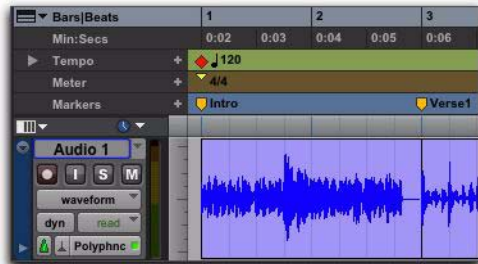 Bars|Beats 1 2 3
Min:Secs 0:02 0:03 0:04 0:05 0:06
Tempo + 120
Meter + 4/4
Markers + Intro Verse1
Audio 1
I S M
waveform
dyn read
Polyphnc